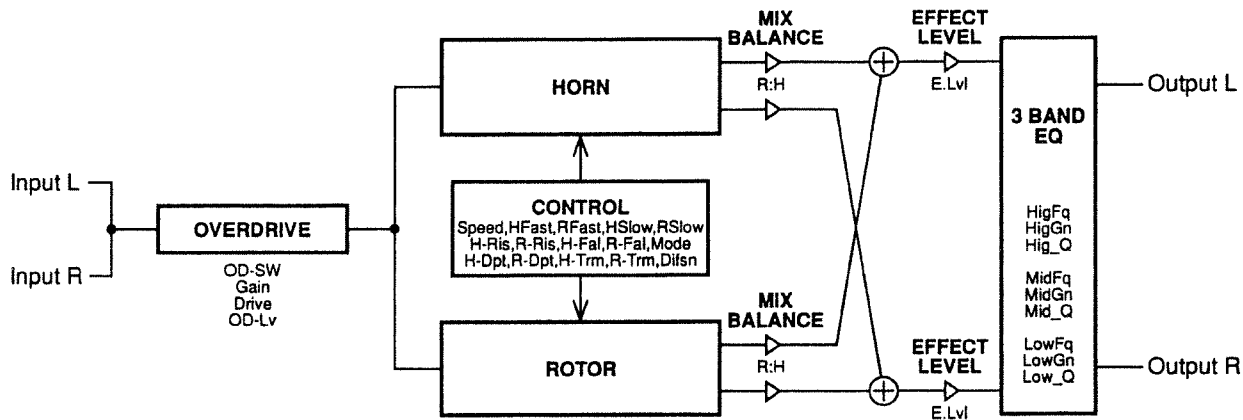 MIX
BALANCE
R:H
EFFECT
LEVEL
E.Lvl
HORN
Output L
3 BAND
EQ
Input L
Input R
OVERDRIVE
OD-SW
Gain
Drive
OD-Lv
CONTROL
Speed,HFast,RFast,HSlow,RSlow
H-Ris,R-Ris,H-Fal,R-Fal,Mode
H-Dpt,R-Dpt,H-Trm,R-Trm,Difsn
HigFq
HigGn
Hig_Q
MidFq
MidGn
Mid_Q
LowFq
LowGn
Low_Q
MIX
BALANCE
R:H
ROTOR
EFFECT
LEVEL
E.Lvl
Output R